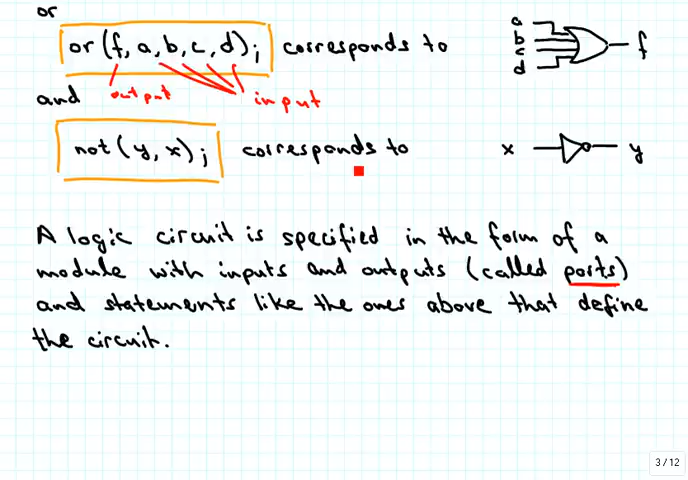 or
or (f, a, b, c, d); corresponds to
a
b
c
d
f
output
input
and
not (y, x); corresponds to
x
y
A logic circuit is specified in the form of a
module with inputs and outputs (called ports)
and statements like the ones above that define
the circuit.
3 / 12